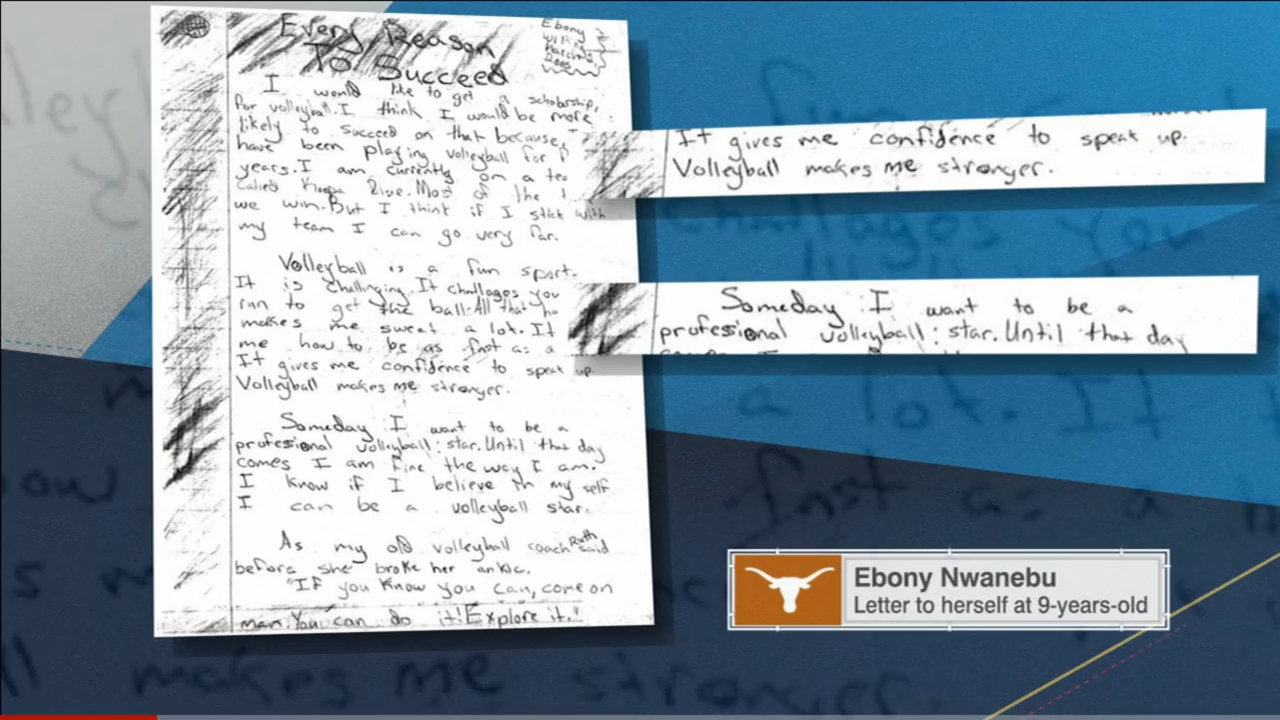 Every Reason
To Succeed
Ebony
I would like to get a scholarship,
for volleyball. I think I would be more
likely to succeed on that because,
have been playing volleyball for
years. I am currently on a tea
called Blue. Most of the t
we win. But I think if I stick with
my team I can go very far.
Volleyball is a fun sport.
It is challenging. It challages you
run to get the ball. All that
makes me sweat a lot. It
me how to be as fast as a
It gives me confidence to speak up.
Volleyball makes me stronger.
Someday I want to be a
profesional volleyball star. Until that day
comes I am fine the way I am.
I know if I believe in my self
I can be a volleyball star.
As my old volleyball coach Ruth said
before she broke her ankle.
"If you know you can, come on
man. You can do it! Explore it."
It gives me confidence to speak up.
Volleyball makes me stronger.
Someday I want to be a
professional volleyball star. Until that day
Ebony Nwanebu
Letter to herself at 9-years-old